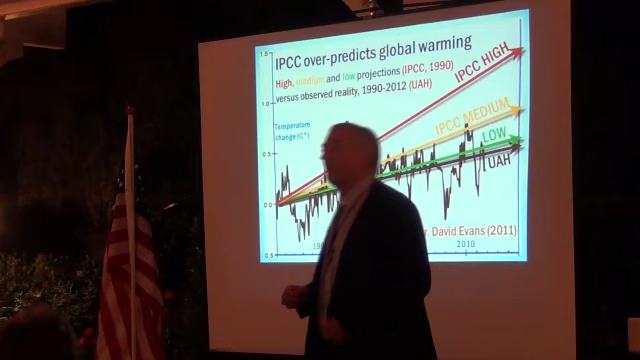 IPCC over-predicts global warming
High, medium and low projections (IPCC, 1990)
versus observed reality, 1990-2012 (UAH)
IPCC HIGH
1.5
1.0
IPCC MEDIUM
Temperature
change (C°)
LOW
UAH
0.5
0.0
David Evans (2011)
0.5
2010